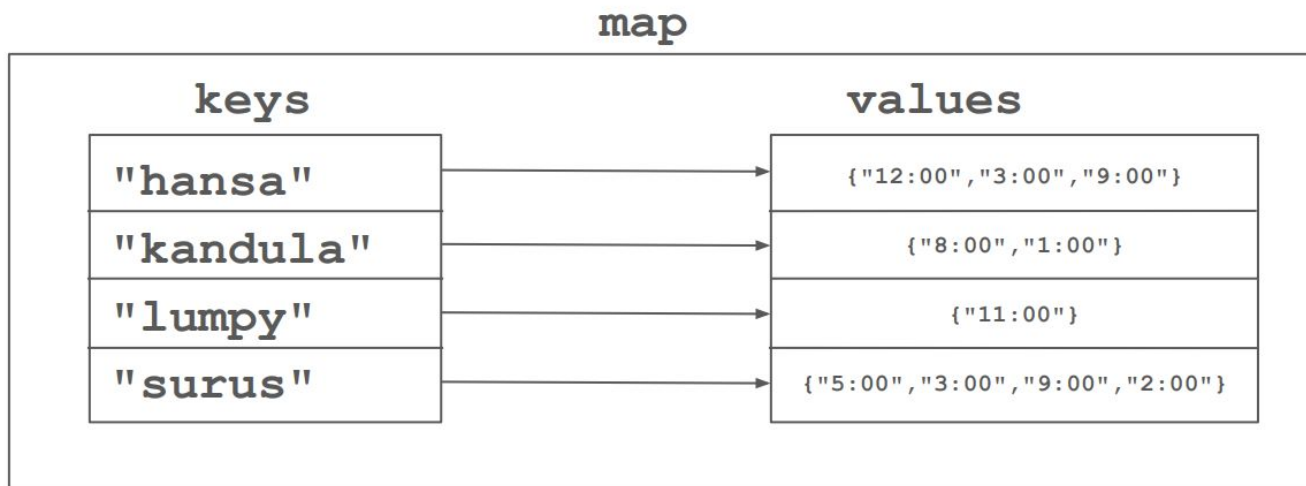 map
keys values
"hansa" {"12:00","3:00","9:00"}
"kandula" {"8:00","1:00"}
"lumpy" {"11:00"}
"surus" {"5:00","3:00","9:00","2:00"}